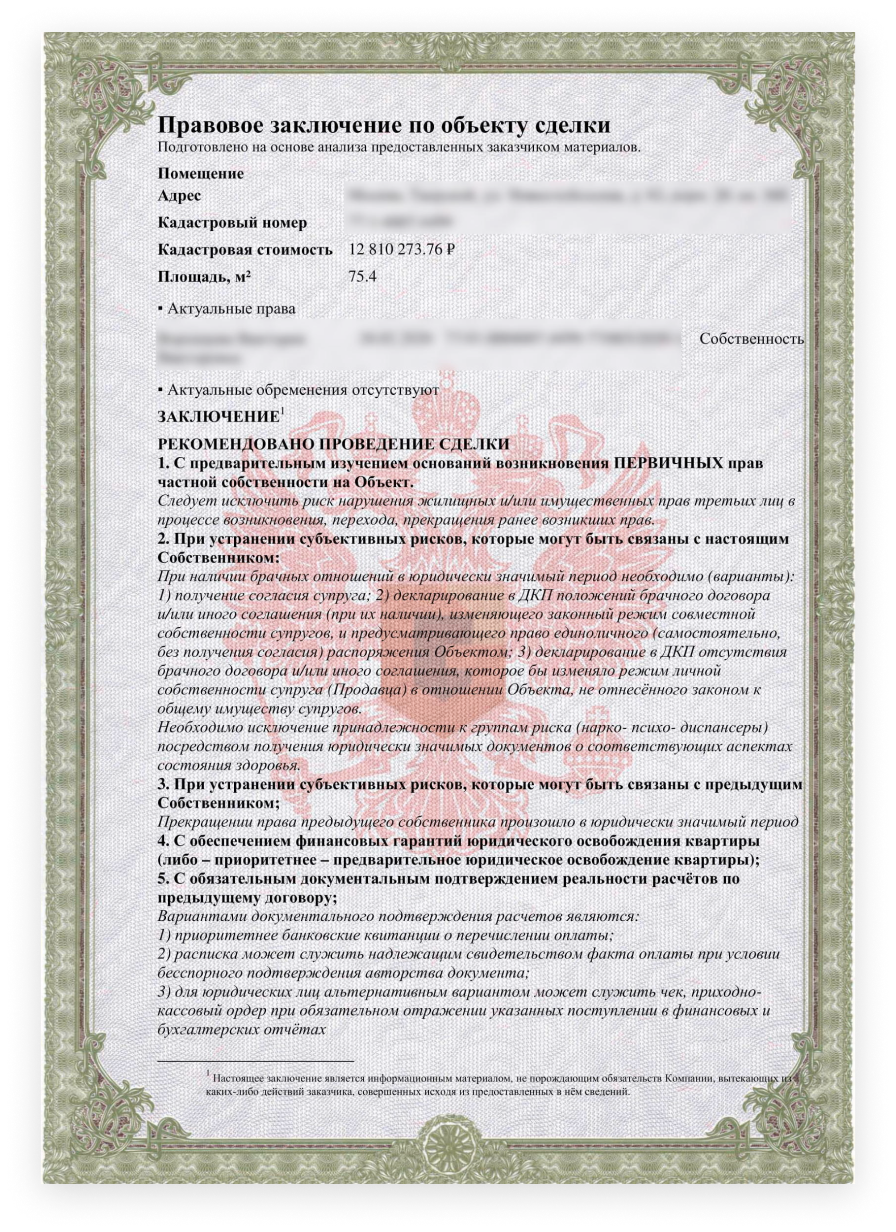 Правовое заключение по объекту сделки
Подготовлено на основе анализа предоставленных заказчиком материалов.
Помещение
Адрес
Кадастровый номер
Кадастровая стоимость 12 810 273.76 ₽
Площадь, м² 75.4
▪ Актуальные права
Собственность
▪ Актуальные обременения отсутствуют
ЗАКЛЮЧЕНИЕ¹
РЕКОМЕНДОВАНО ПРОВЕДЕНИЕ СДЕЛКИ
1. С предварительным изучением оснований возникновения ПЕРВИЧНЫХ прав
частной собственности на Объект.
Следует исключить риск нарушения жилищных и/или имущественных прав третьих лиц в
процессе возникновения, перехода, прекращения ранее возникших прав.
2. При устранении субъективных рисков, которые могут быть связаны с настоящим
Собственником:
При наличии брачных отношений в юридически значимый период необходимо (варианты):
1) получение согласия супруга; 2) декларирование в ДКП положений брачного договора
и/или иного соглашения (при их наличии), изменяющего законный режим совместной
собственности супругов, и предусматривающего право единоличного (самостоятельно,
без получения согласия) распоряжения Объектом; 3) декларирование в ДКП отсутствия
брачного договора и/или иного соглашения, которое бы изменяло режим личной
собственности супруга (Продавца) в отношении Объекта, не отнесённого законом к
общему имуществу супругов.
Необходимо исключение принадлежности к группам риска (нарко- психо- диспансеры)
посредством получения юридически значимых документов о соответствующих аспектах
состояния здоровья.
3. При устранении субъективных рисков, которые могут быть связаны с предыдущим
Собственником;
Прекращении права предыдущего собственника произошло в юридически значимый период
4. С обеспечением финансовых гарантий юридического освобождения квартиры
(либо – приоритетнее – предварительное юридическое освобождение квартиры);
5. С обязательным документальным подтверждением реальности расчётов по
предыдущему договору;
Вариантами документального подтверждения расчетов являются:
1) приоритетнее банковские квитанции о перечислении оплаты;
2) расписка может служить надлежащим свидетельством факта оплаты при условии
бесспорного подтверждения авторства документа;
3) для юридических лиц альтернативным вариантом может служить чек, приходно-
кассовый ордер при обязательном отражении указанных поступлении в финансовых и
бухгалтерских отчётах
¹ Настоящее заключение является информационным материалом, не порождающим обязательств Компании, вытекающих из
каких-либо действий заказчика, совершенных исходя из предоставленных в нём сведений.